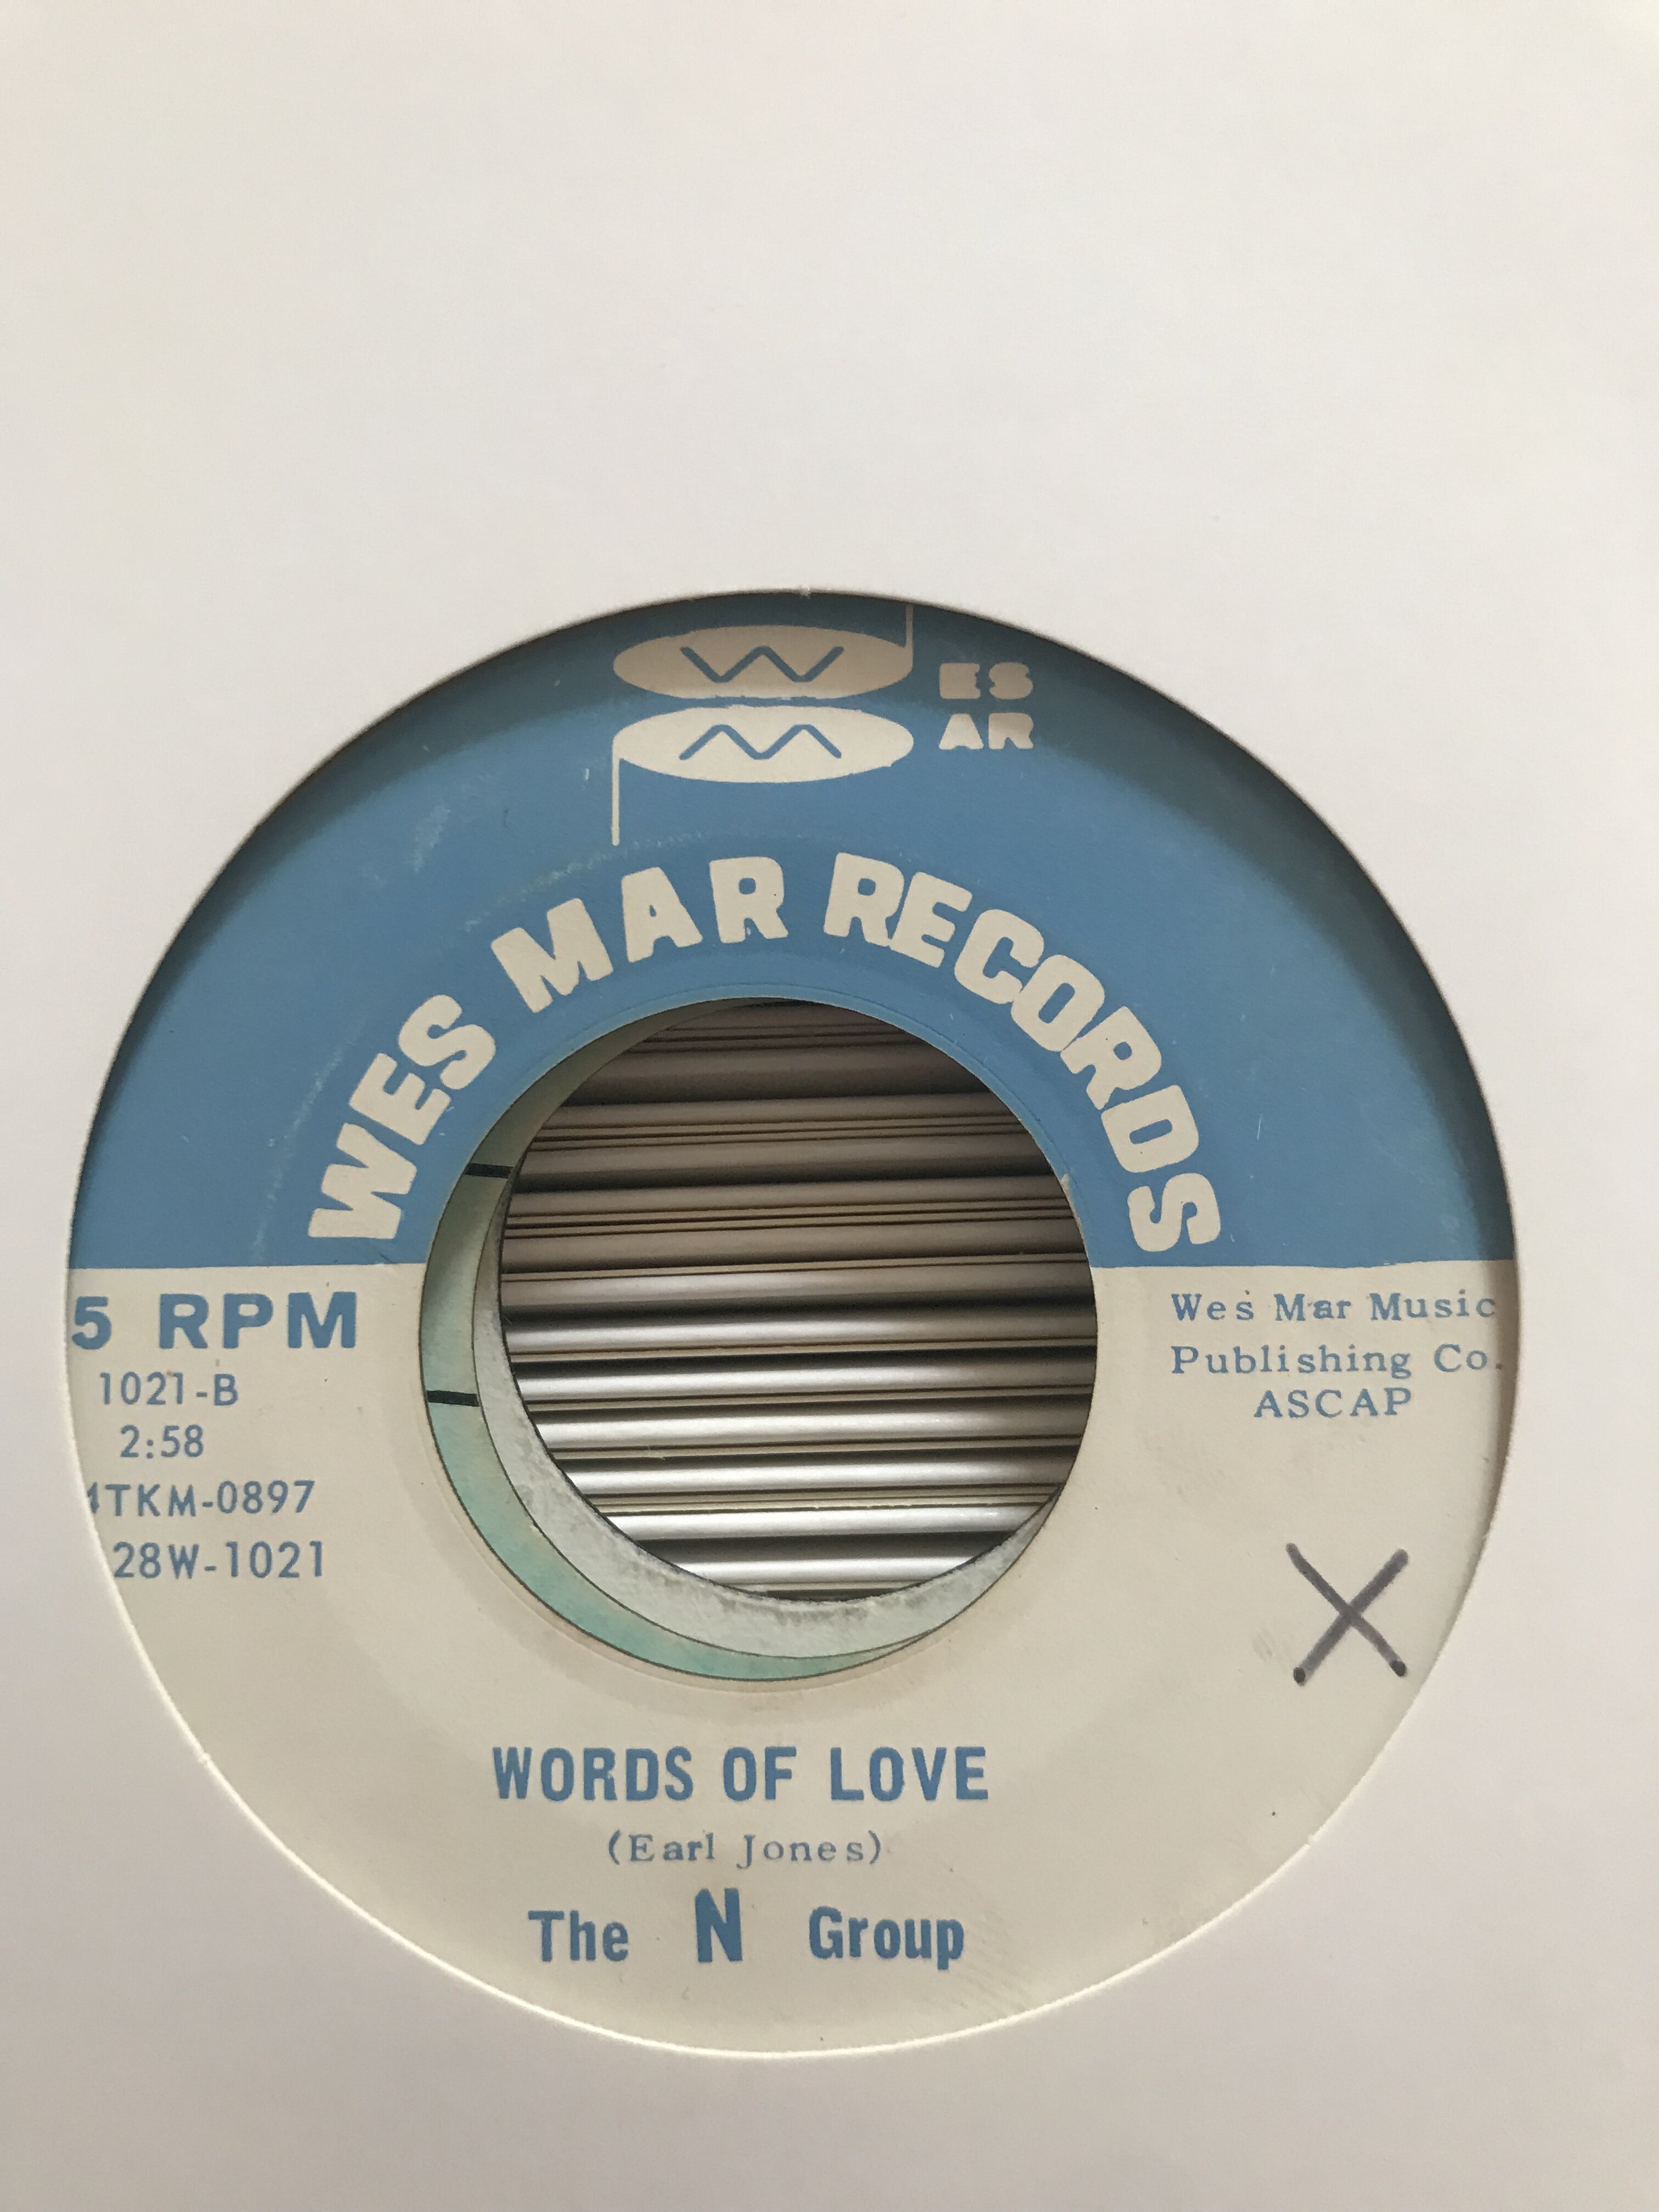 W ES
M AR
WES MAR RECORDS
5 RPM
1021-B
2:58
4TKM-0897
28W-1021
Wes Mar Music
Publishing Co.
ASCAP
X
WORDS OF LOVE
(Earl Jones)
The N Group